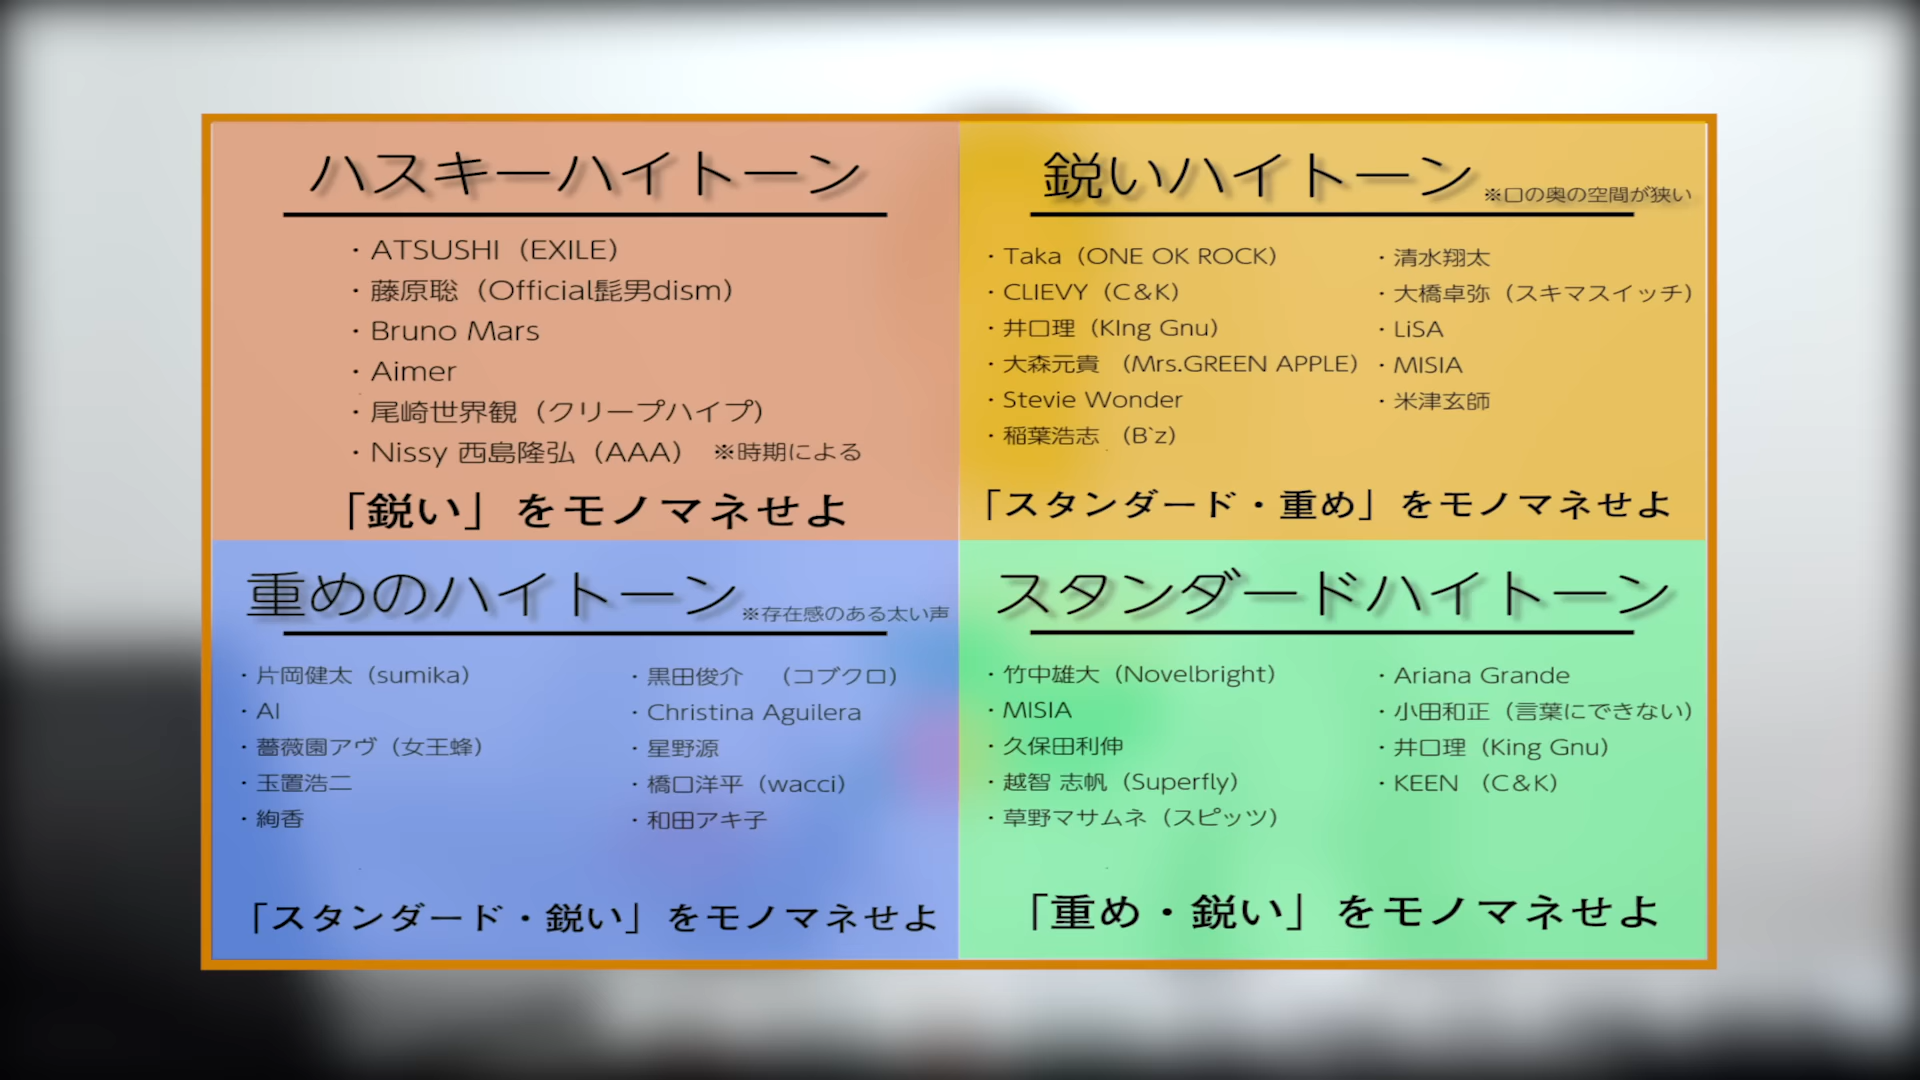 ハスキーハイトーン
・ATSUSHI（EXILE）
・藤原聡（Official髭男dism）
・Bruno Mars
・Aimer
・尾崎世界観（クリープハイプ）
・Nissy 西島隆弘（AAA） ※時期による
「鋭い」をモノマネせよ
鋭いハイトーン ※口の奥の空間が狭い
・Taka（ONE OK ROCK）
・CLIEVY（C&K）
・井口理（KIng Gnu）
・大森元貴 （Mrs.GREEN APPLE）
・Stevie Wonder
・稲葉浩志 （B`z）
・清水翔太
・大橋卓弥（スキマスイッチ）
・LiSA
・MISIA
・米津玄師
「スタンダード・重め」をモノマネせよ
重めのハイトーン ※存在感のある太い声
・片岡健太（sumika）
・AI
・薔薇園アヴ（女王蜂）
・玉置浩二
・絢香
・黒田俊介 （コブクロ）
・Christina Aguilera
・星野源
・橋口洋平（wacci）
・和田アキ子
「スタンダード・鋭い」をモノマネせよ
スタンダードハイトーン
・竹中雄大（Novelbright）
・MISIA
・久保田利伸
・越智 志帆（Superfly）
・草野マサムネ（スピッツ）
・Ariana Grande
・小田和正（言葉にできない）
・井口理（King Gnu）
・KEEN （C&K）
「重め・鋭い」をモノマネせよ